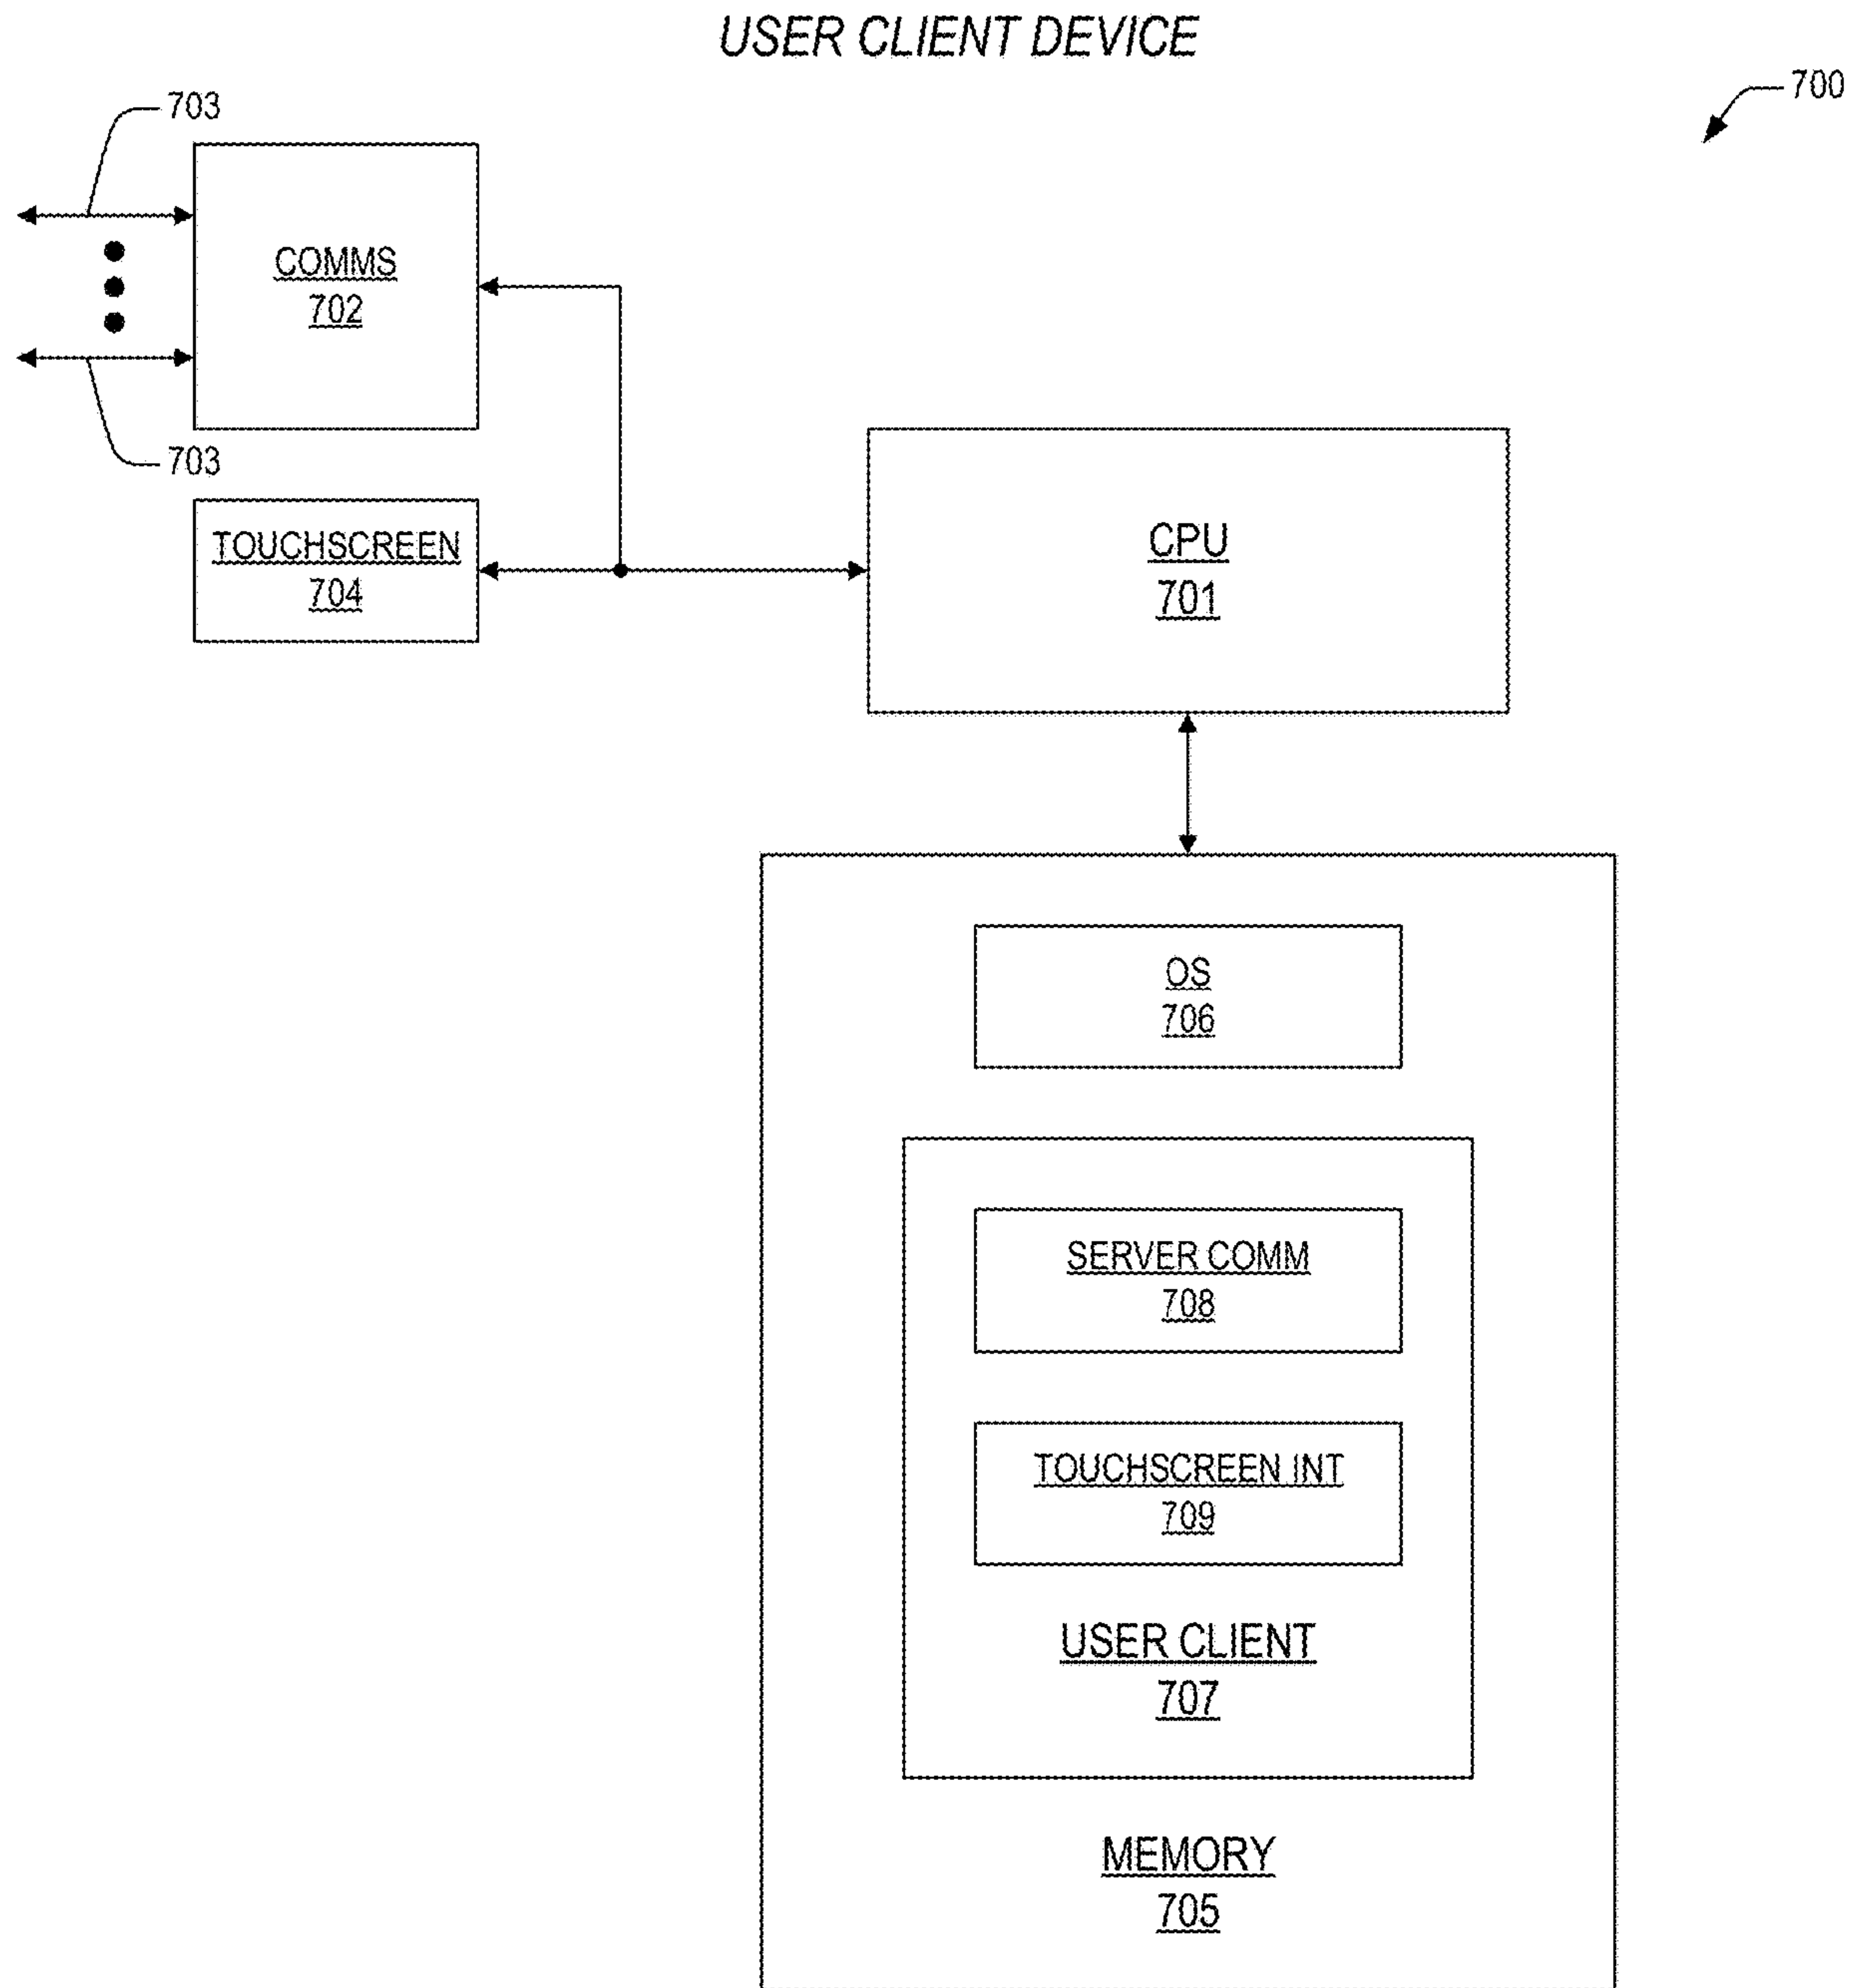 USER CLIENT DEVICE
700
703
COMMS
702
703
TOUCHSCREEN
704
CPU
701
OS
706
SERVER COMM
708
TOUCHSCREEN INT
709
USER CLIENT
707
MEMORY
705